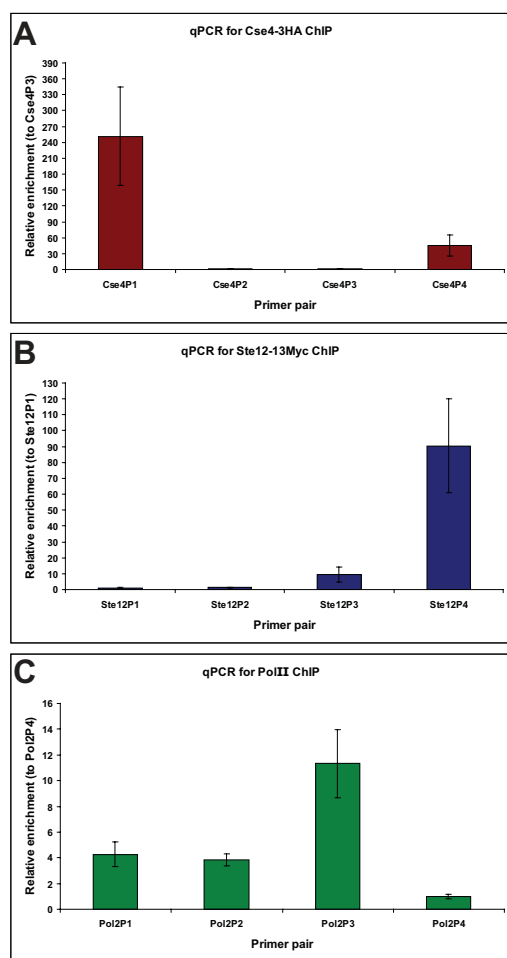 A
qPCR for Cse4-3HA ChIP
Relative enrichment (to Cse4P3)
390
360
330
300
270
240
210
180
150
120
90
60
30
0
Cse4P1 Cse4P2 Cse4P3 Cse4P4
Primer pair
B
qPCR for Ste12-13Myc ChIP
Relative enrichment (to Ste12P1)
130
120
110
100
90
80
70
60
50
40
30
20
10
0
Ste12P1 Ste12P2 Ste12P3 Ste12P4
Primer pair
C
qPCR for PolII ChIP
Relative enrichment (to Pol2P4)
16
14
12
10
8
6
4
2
0
Pol2P1 Pol2P2 Pol2P3 Pol2P4
Primer pair